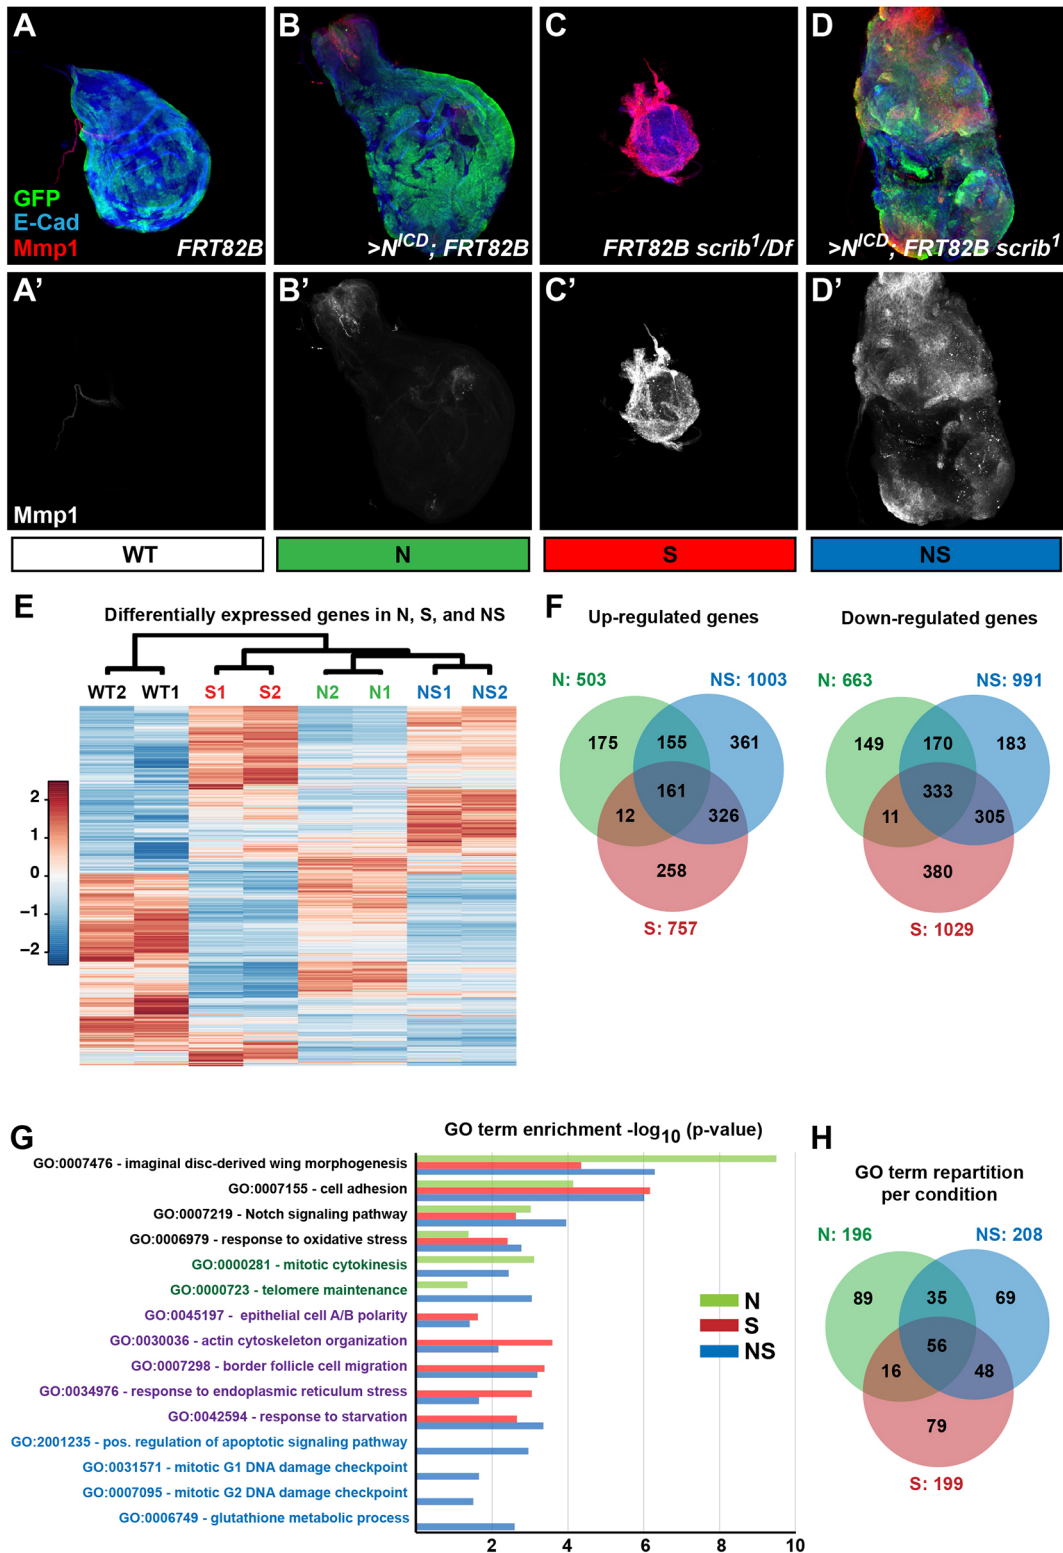 A
B
C
D
GFP
E-Cad
Mmp1
FRT82B
>N^ICD; FRT82B
FRT82B scrib^1/Df
>N^ICD; FRT82B scrib^1
A’
B’
C’
D’
Mmp1
WT
N
S
NS
E
Differentially expressed genes in N, S, and NS
WT2 WT1 S1 S2 N2 N1 NS1 NS2
2
1
0
−1
−2
F
Up-regulated genes
N: 503
NS: 1003
175 155 361
161
12 326
258
S: 757
Down-regulated genes
N: 663
NS: 991
149 170 183
333
11 305
380
S: 1029
G
GO term enrichment -log10 (p-value)
GO:0007476 - imaginal disc-derived wing morphogenesis
GO:0007155 - cell adhesion
GO:0007219 - Notch signaling pathway
GO:0006979 - response to oxidative stress
GO:0000281 - mitotic cytokinesis
GO:0000723 - telomere maintenance
GO:0045197 - epithelial cell A/B polarity
GO:0030036 - actin cytoskeleton organization
GO:0007298 - border follicle cell migration
GO:0034976 - response to endoplasmic reticulum stress
GO:0042594 - response to starvation
GO:2001235 - pos. regulation of apoptotic signaling pathway
GO:0031571 - mitotic G1 DNA damage checkpoint
GO:0007095 - mitotic G2 DNA damage checkpoint
GO:0006749 - glutathione metabolic process
N
S
NS
2 4 6 8 10
H
GO term repartition
per condition
N: 196
NS: 208
89 35 69
56
16 48
79
S: 199